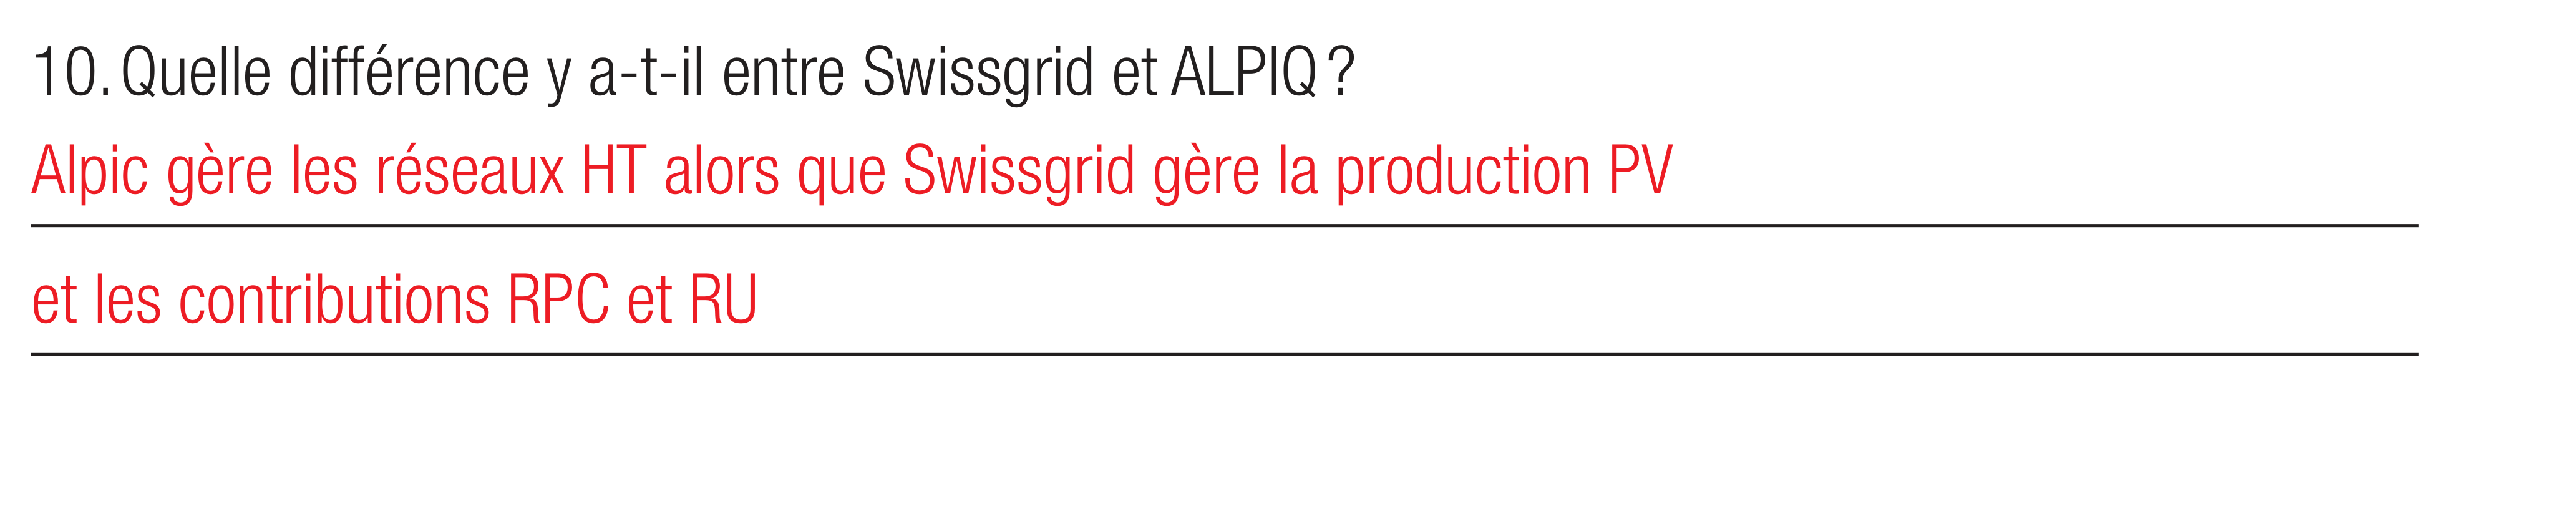 10. Quelle différence y a-t-il entre Swissgrid et ALPIQ ?
Alpic gère les réseaux HT alors que Swissgrid gère la production PV
et les contributions RPC et RU